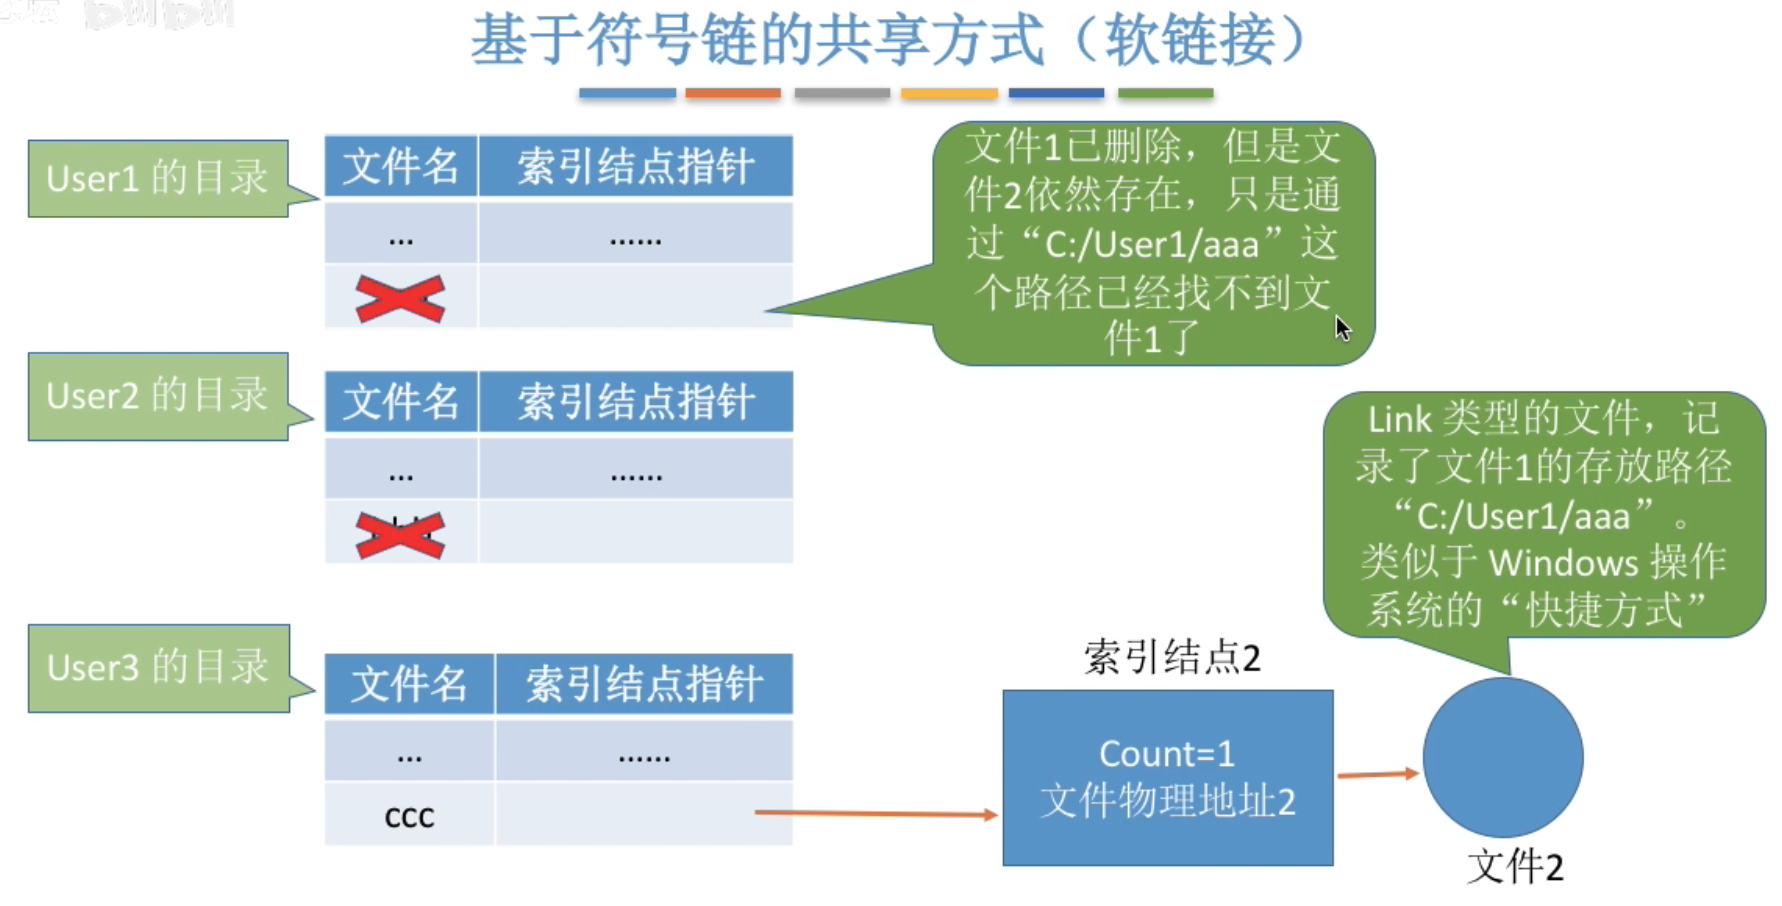 基于符号链的共享方式（软链接）
User1 的目录
文件名 索引结点指针
... ......
文件1已删除，但是文
件2依然存在，只是通
过“C:/User1/aaa”这
个路径已经找不到文
件1了
User2 的目录
文件名 索引结点指针
... ......
Link 类型的文件，记
录了文件1的存放路径
“C:/User1/aaa”。
类似于 Windows 操作
系统的“快捷方式”
User3 的目录
文件名 索引结点指针
... ......
ccc
索引结点2
Count=1
文件物理地址2
文件2